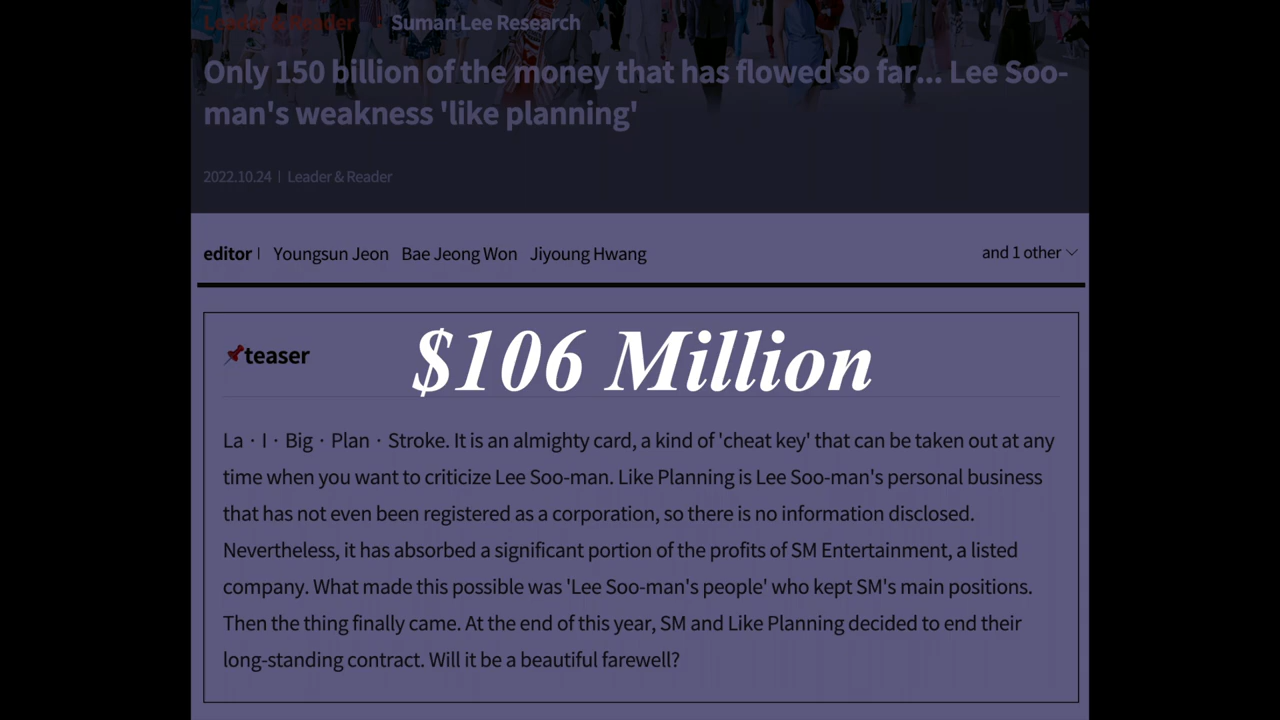 Leader & Reader Suman Lee Research
Only 150 billion of the money that has flowed so far... Lee Soo-
man's weakness 'like planning'
2022.10.24 | Leader & Reader
editor | Youngsun Jeon Bae Jeong Won Jiyoung Hwang and 1 other
$106 Million
teaser
La · I · Big · Plan · Stroke. It is an almighty card, a kind of 'cheat key' that can be taken out at any
time when you want to criticize Lee Soo-man. Like Planning is Lee Soo-man's personal business
that has not even been registered as a corporation, so there is no information disclosed.
Nevertheless, it has absorbed a significant portion of the profits of SM Entertainment, a listed
company. What made this possible was 'Lee Soo-man's people' who kept SM's main positions.
Then the thing finally came. At the end of this year, SM and Like Planning decided to end their
long-standing contract. Will it be a beautiful farewell?